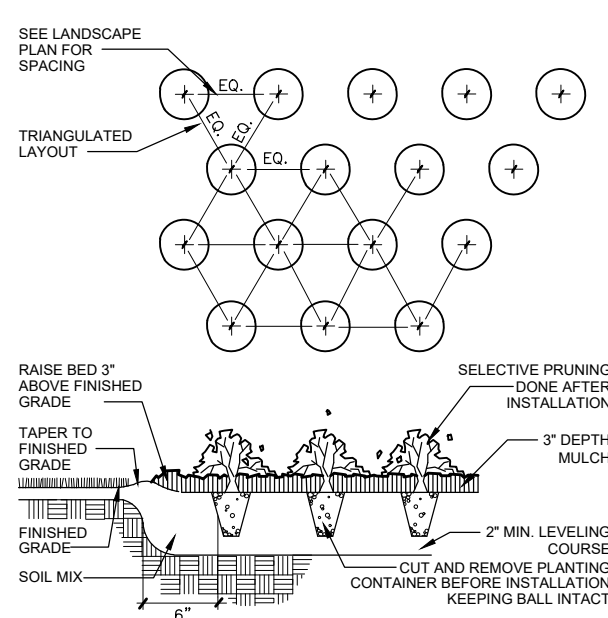 SEE LANDSCAPE
PLAN FOR
SPACING
EQ.
EQ.
EQ.
TRIANGULATED
LAYOUT
EQ.
RAISE BED 3"
ABOVE FINISHED
GRADE
SELECTIVE PRUNING
DONE AFTER
INSTALLATION
TAPER TO
FINISHED
GRADE
3" DEPTH
MULCH
FINISHED
GRADE
2" MIN. LEVELING
COURSE
SOIL MIX
CUT AND REMOVE PLANTING
CONTAINER BEFORE INSTALLATION
KEEPING BALL INTACT
6"